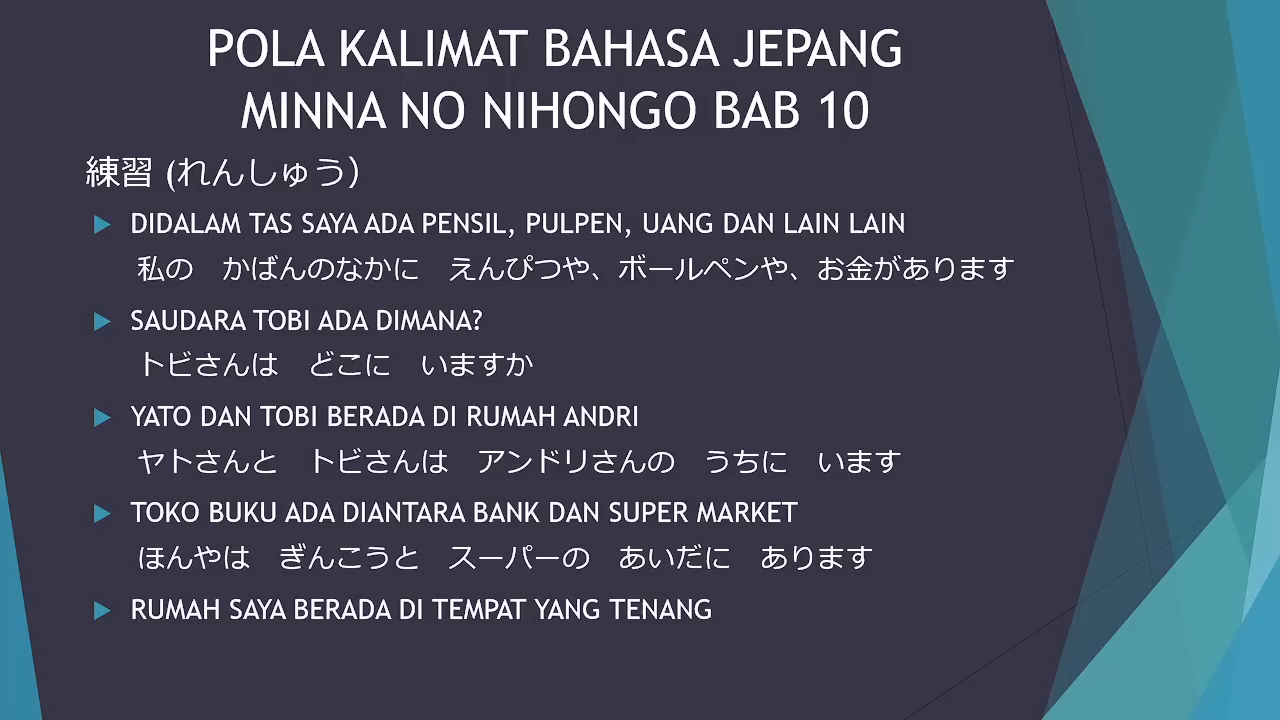 POLA KALIMAT BAHASA JEPANG
MINNA NO NIHONGO BAB 10
練習 (れんしゅう）
DIDALAM TAS SAYA ADA PENSIL, PULPEN, UANG DAN LAIN LAIN
私の　かばんのなかに　えんぴつや、ボールペンや、お金があります
SAUDARA TOBI ADA DIMANA?
トビさんは　どこに　いますか
YATO DAN TOBI BERADA DI RUMAH ANDRI
ヤトさんと　トビさんは　アンドリさんの　うちに　います
TOKO BUKU ADA DIANTARA BANK DAN SUPER MARKET
ほんやは　ぎんこうと　スーパーの　あいだに　あります
RUMAH SAYA BERADA DI TEMPAT YANG TENANG